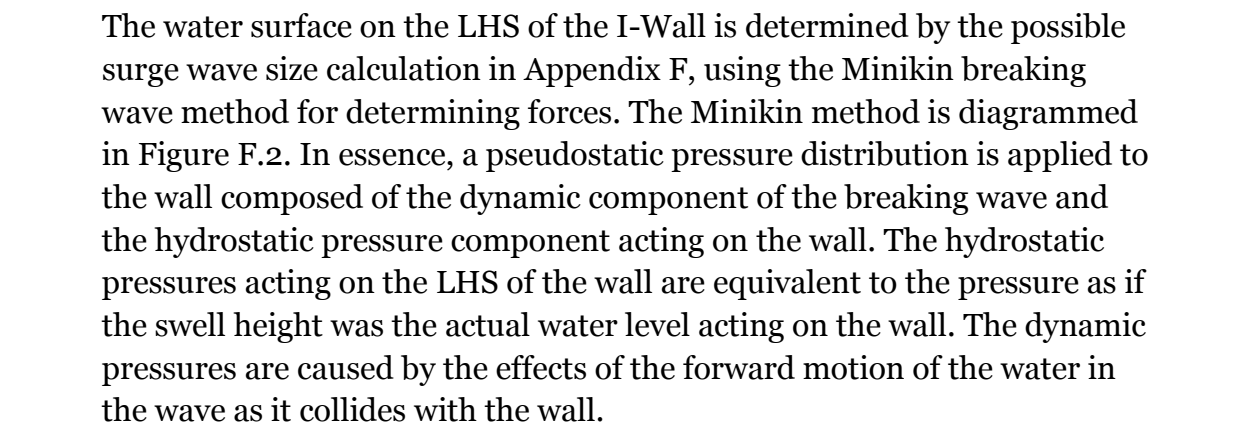 The water surface on the LHS of the I-Wall is determined by the possible
surge wave size calculation in Appendix F, using the Minikin breaking
wave method for determining forces. The Minikin method is diagrammed
in Figure F.2. In essence, a pseudostatic pressure distribution is applied to
the wall composed of the dynamic component of the breaking wave and
the hydrostatic pressure component acting on the wall. The hydrostatic
pressures acting on the LHS of the wall are equivalent to the pressure as if
the swell height was the actual water level acting on the wall. The dynamic
pressures are caused by the effects of the forward motion of the water in
the wave as it collides with the wall.